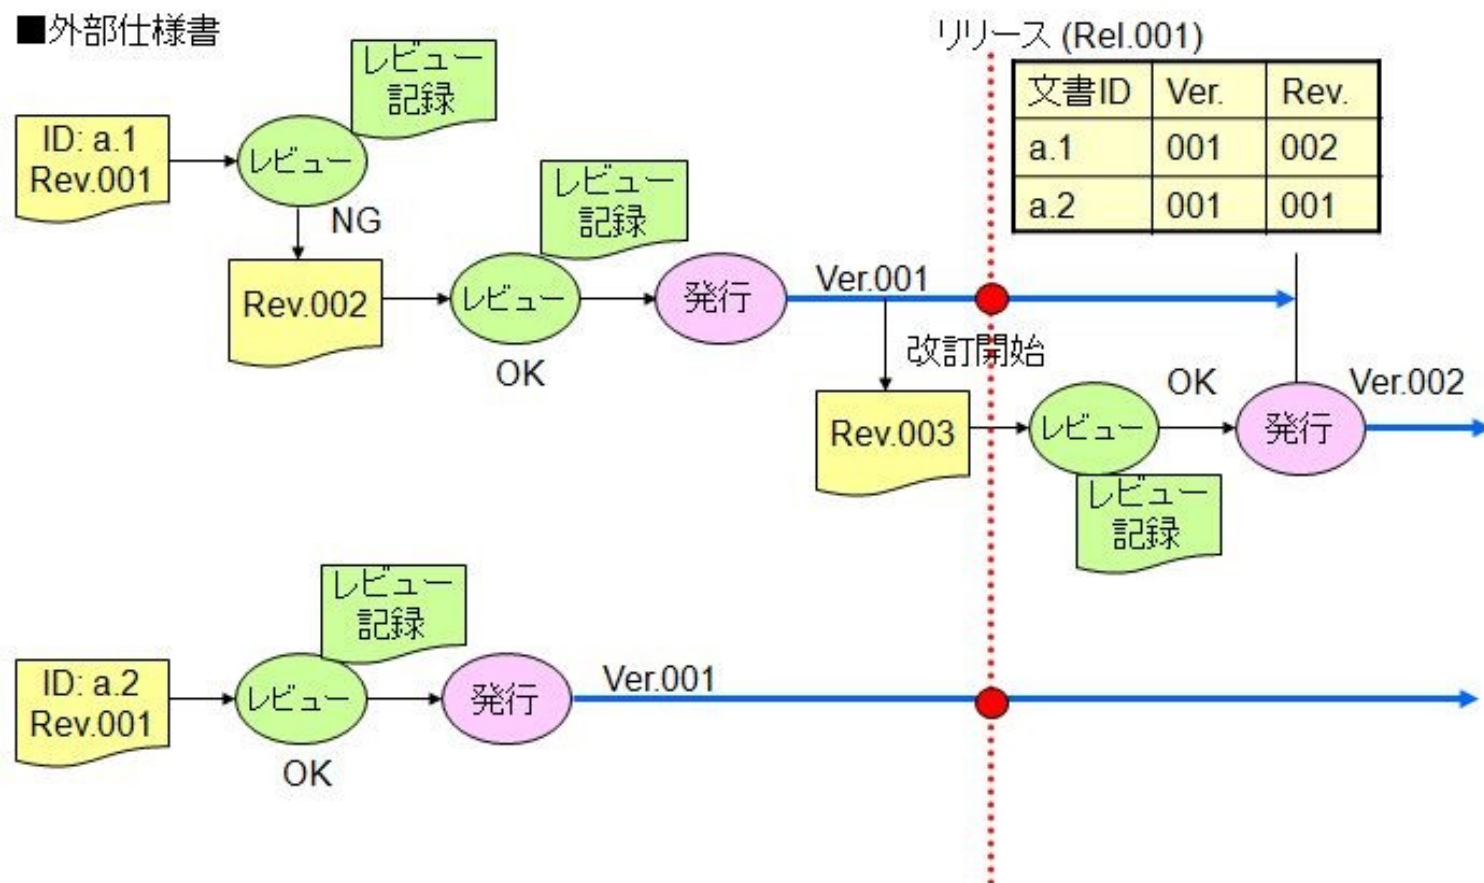 ■外部仕様書
リリース (Rel.001)
レビュー
記録
文書ID Ver. Rev.
a.1 001 002
a.2 001 001
ID: a.1
Rev.001
レビュー
NG
レビュー
記録
Rev.002
レビュー
OK
発行
Ver.001
改訂開始
Rev.003
レビュー
OK
発行
Ver.002
レビュー
記録
レビュー
記録
ID: a.2
Rev.001
レビュー
OK
発行
Ver.001